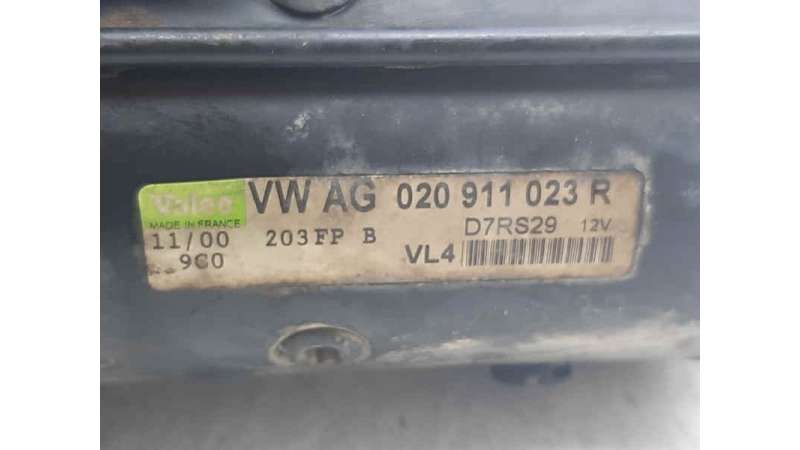 Valeo VW AG 020 911 023 R
MADE IN FRANCE
11/00 203FP B D7RS29 12V
9C0 VL4